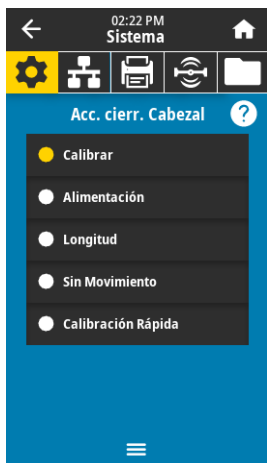 02:22 PM
Sistema
Acc. cierr. Cabezal ?
Calibrar
Alimentación
Longitud
Sin Movimiento
Calibración Rápida